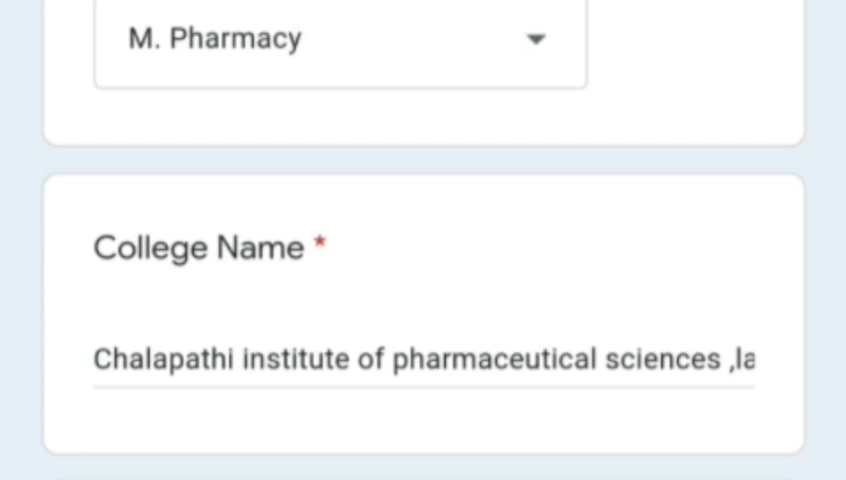 M. Pharmacy
College Name *
Chalapathi institute of pharmaceutical sciences ,la